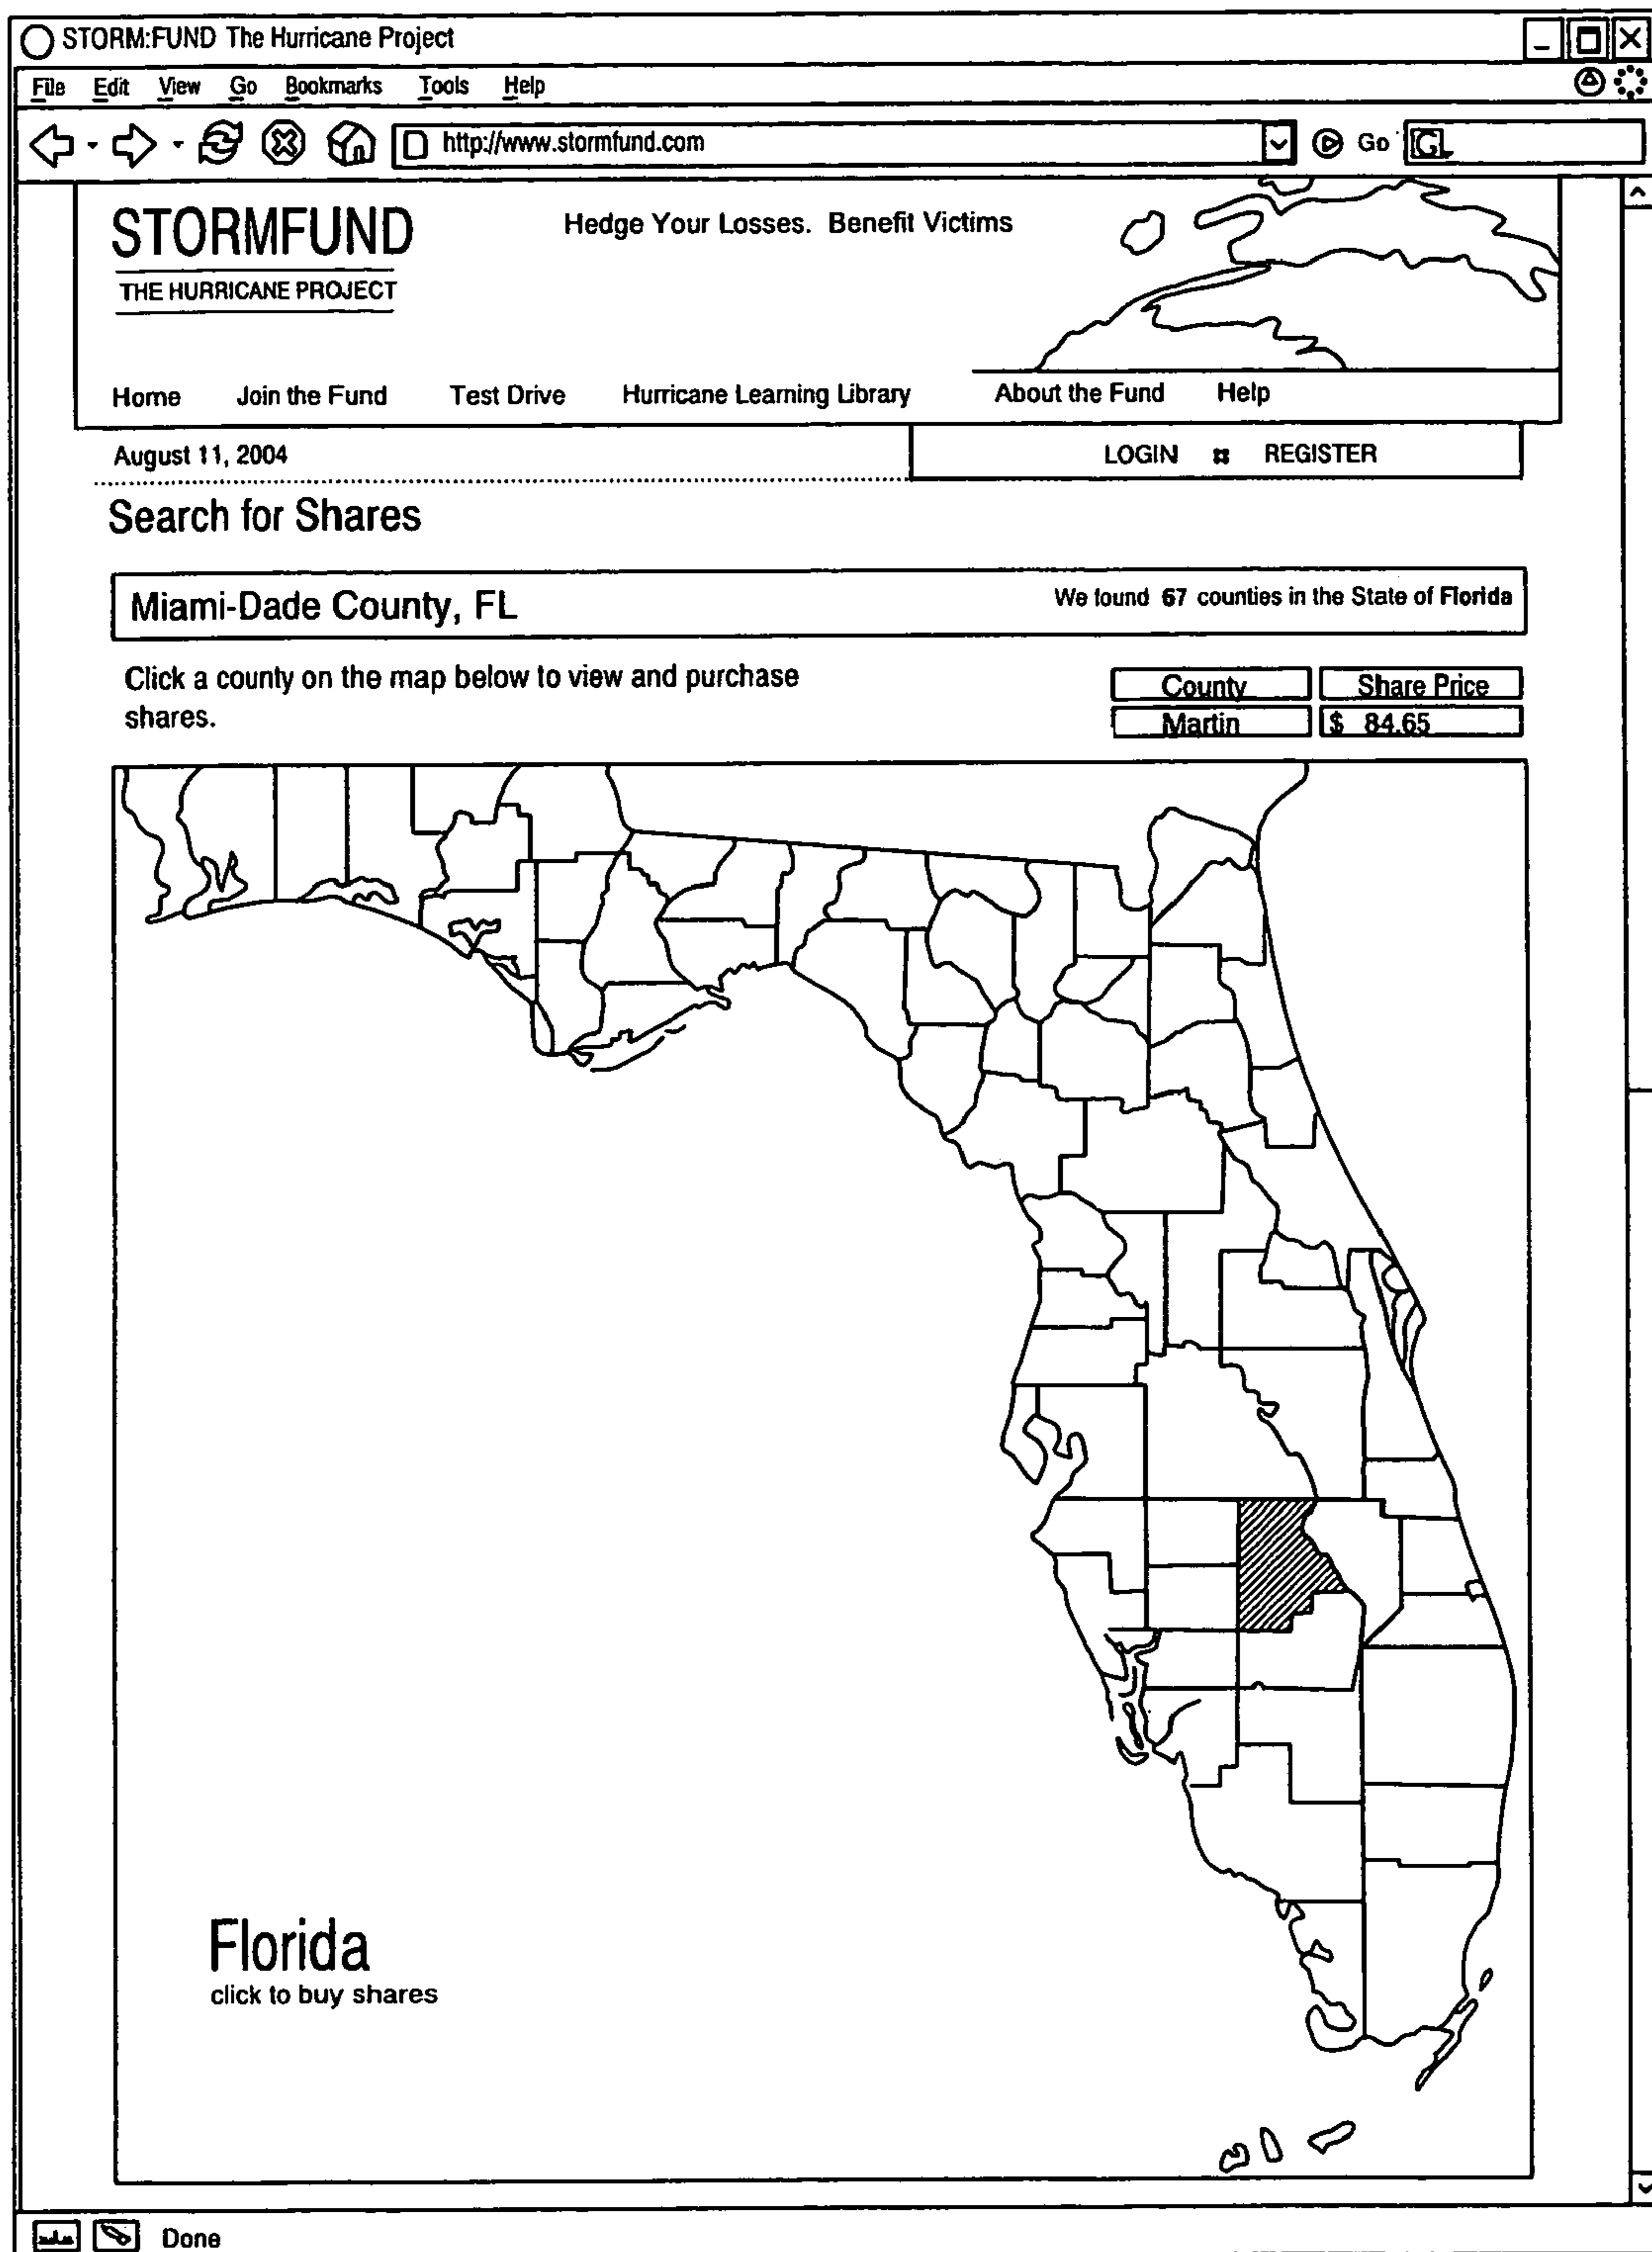 STORM:FUND The Hurricane Project
File Edit View Go Bookmarks Tools Help
http://www.stormfund.com Go G
STORMFUND
Hedge Your Losses. Benefit Victims
THE HURRICANE PROJECT
Home Join the Fund Test Drive Hurricane Learning Library About the Fund Help
August 11, 2004 LOGIN REGISTER
Search for Shares
Miami-Dade County, FL We found 67 counties in the State of Florida
Click a county on the map below to view and purchase
shares.
County Share Price
Martin $ 84.65
Florida
click to buy shares
Done